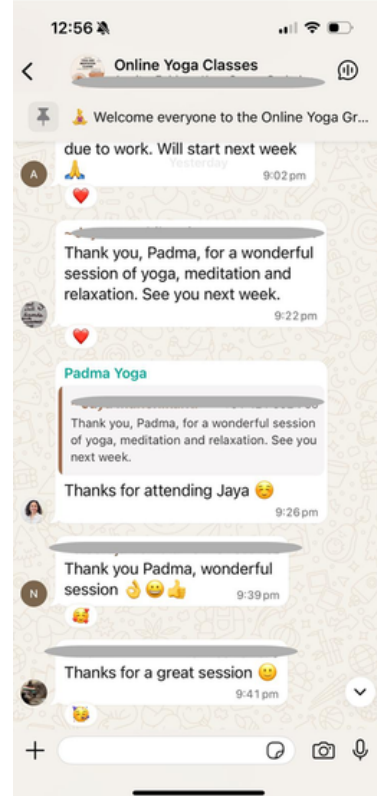 12:56
Online Yoga Classes
🧘 Welcome everyone to the Online Yoga Gr...
due to work. Will start next week
🙏
Yesterday
9:02 pm
A
❤️
Thank you, Padma, for a wonderful
session of yoga, meditation and
relaxation. See you next week.
9:22 pm
❤️
Padma Yoga
Thank you, Padma, for a wonderful session
of yoga, meditation and relaxation. See you
next week.
Thanks for attending Jaya ☺️
9:26 pm
Thank you Padma, wonderful
session 👌😀👍
9:39 pm
N
🥰
Thanks for a great session 🙂
9:41 pm
🥳